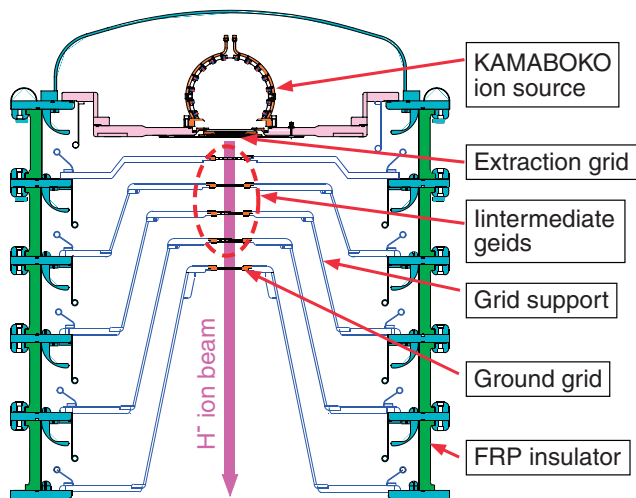 KAMABOKO
ion source
Extraction grid
Iintermediate
geids
Grid support
Ground grid
FRP insulator
H⁻ ion beam